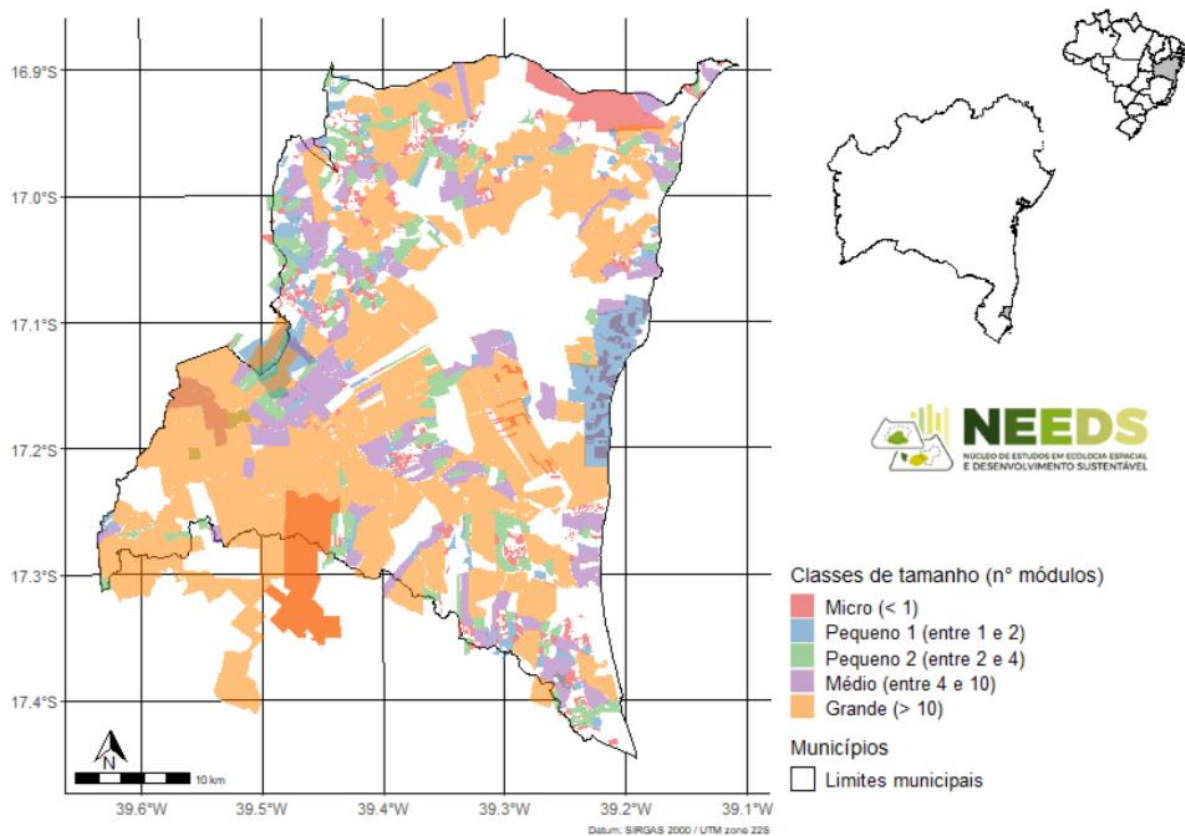 16.9°S
17.0°S
17.1°S
17.2°S
17.3°S
17.4°S
N
10 km
39.6°W
39.5°W
39.4°W
39.3°W
39.2°W
39.1°W
Datum: SIRGAS 2000 / UTM zone 22S
NEEDS
NÚCLEO DE ESTUDOS EM ECOLOGIA ESPACIAL
E DESENVOLVIMENTO SUSTENTÁVEL
Classes de tamanho (n° módulos)
Micro (< 1)
Pequeno 1 (entre 1 e 2)
Pequeno 2 (entre 2 e 4)
Médio (entre 4 e 10)
Grande (> 10)
Municípios
Limites municipais